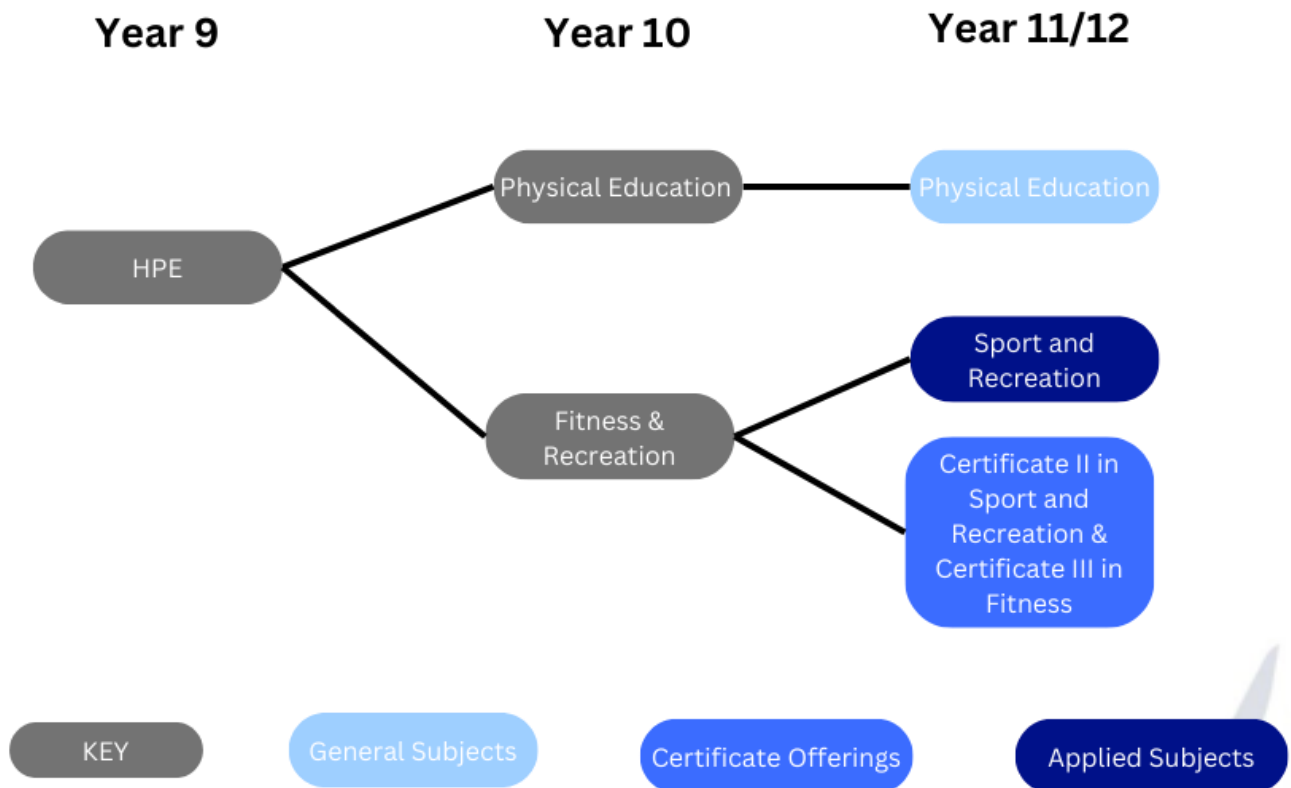 Year 9
Year 10
Year 11/12
Physical Education
Physical Education
HPE
Sport and
Recreation
Fitness &
Recreation
Certificate II in
Sport and
Recreation &
Certificate III in
Fitness
KEY
General Subjects
Certificate Offerings
Applied Subjects